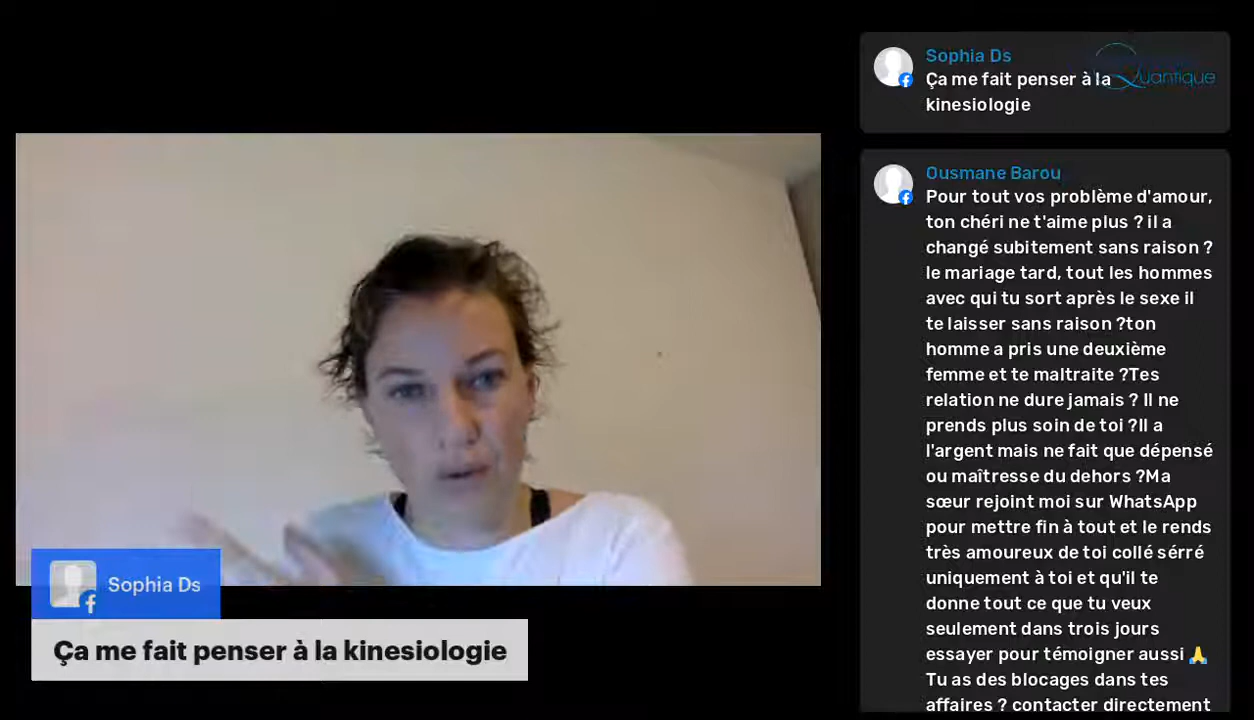 Sophia Ds
Ça me fait penser à la
kinesiologie
uantique
Ousmane Barou
Pour tout vos problème d'amour,
ton chéri ne t'aime plus ? il a
changé subitement sans raison ?
le mariage tard, tout les hommes
avec qui tu sort après le sexe il
te laisser sans raison ?ton
homme a pris une deuxième
femme et te maltraite ?Tes
relation ne dure jamais ? Il ne
prends plus soin de toi ?Il a
l'argent mais ne fait que dépensé
ou maîtresse du dehors ?Ma
sœur rejoint moi sur WhatsApp
pour mettre fin à tout et le rends
très amoureux de toi collé sérré
uniquement à toi et qu'il te
donne tout ce que tu veux
seulement dans trois jours
essayer pour témoigner aussi 🙏
Tu as des blocages dans tes
affaires ? contacter directement
Sophia Ds
Ça me fait penser à la kinesiologie